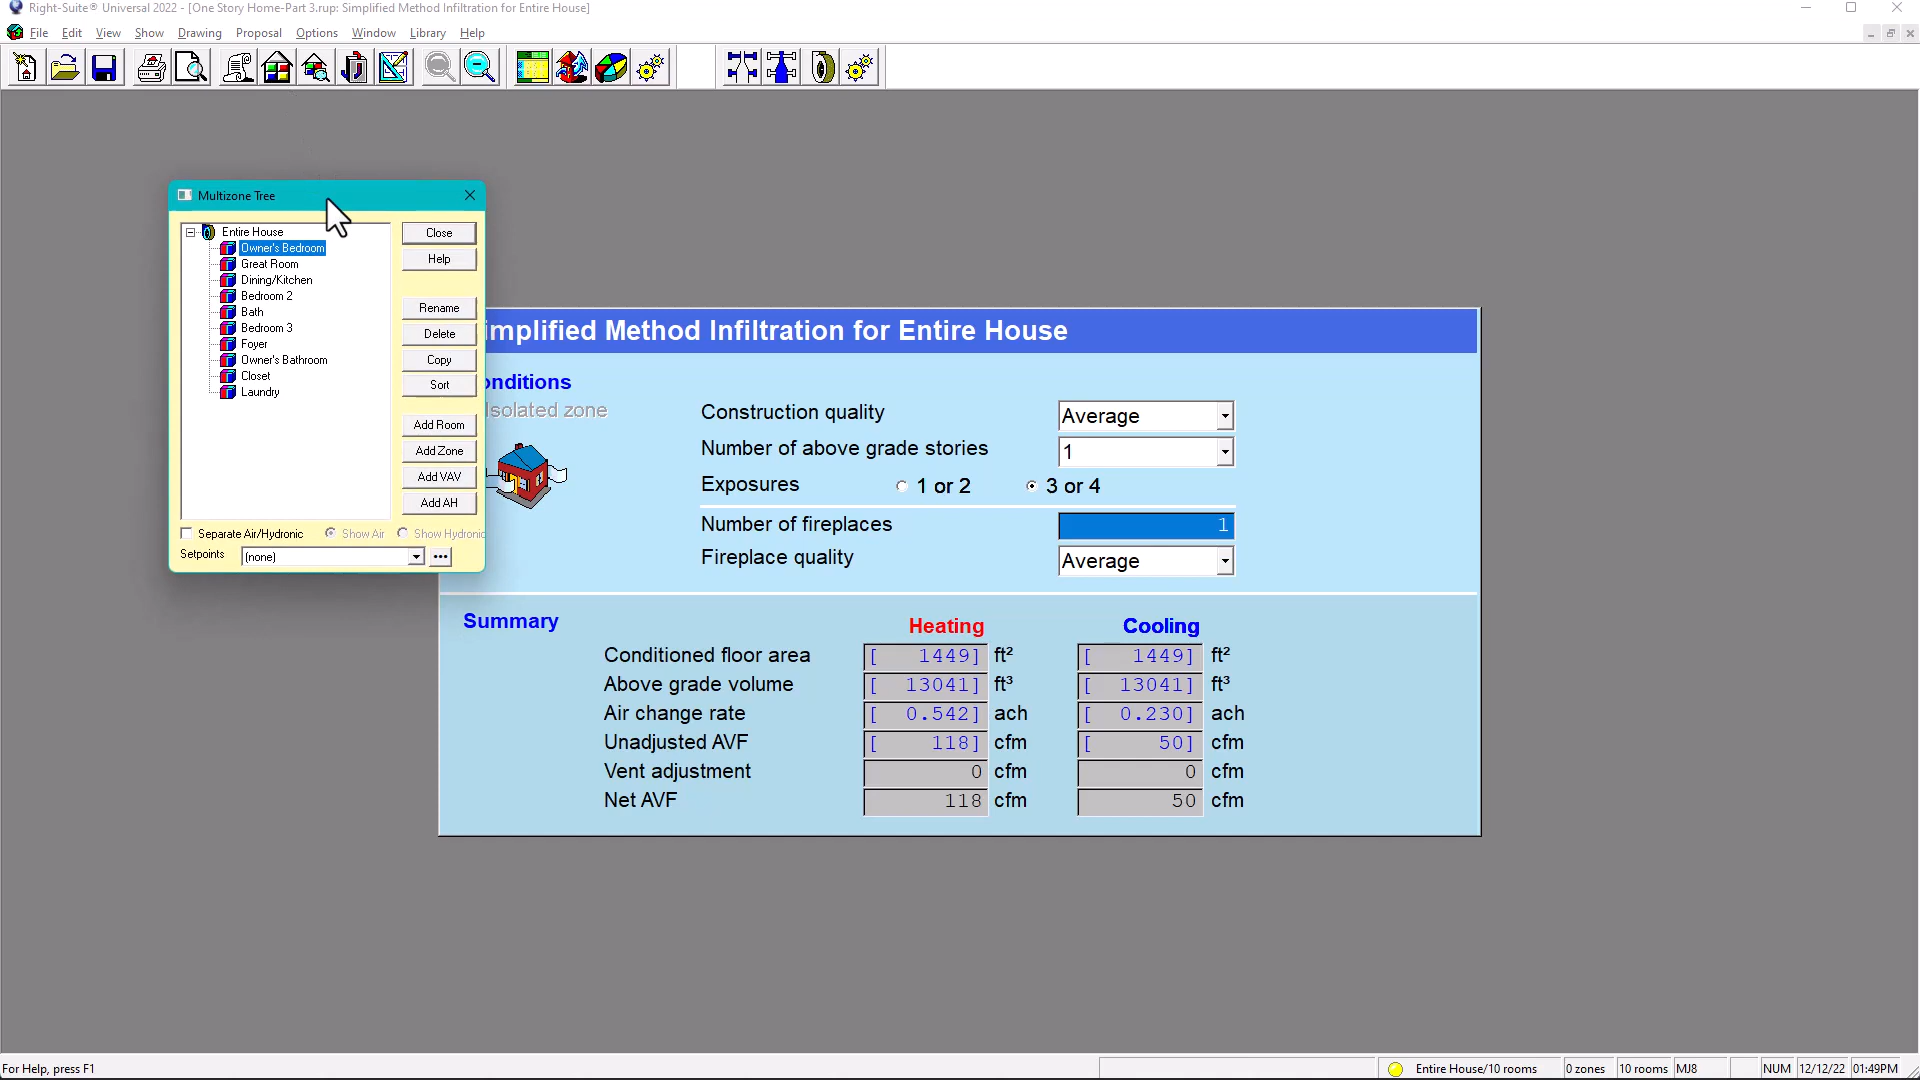 Right-Suite® Universal 2022 - [One Story Home-Part 3.rup: Simplified Method Infiltration for Entire House]
File Edit View Show Drawing Proposal Options Window Library Help
Multizone Tree
Entire House
Owner's Bedroom
Great Room
Dining/Kitchen
Bedroom 2
Bath
Bedroom 3
Foyer
Owner's Bathroom
Closet
Laundry
Close
Help
Rename
Delete
Copy
Sort
Add Room
Add Zone
Add VAV
Add AH
Separate Air/Hydronic Show Air Show Hydronic
Setpoints (none)
implified Method Infiltration for Entire House
onditions
Isolated zone
Construction quality Average
Number of above grade stories 1
Exposures 1 or 2 3 or 4
Number of fireplaces 1
Fireplace quality Average
Summary Heating Cooling
Conditioned floor area [ 1449] ft² [ 1449] ft²
Above grade volume [ 13041] ft³ [ 13041] ft³
Air change rate [ 0.542] ach [ 0.230] ach
Unadjusted AVF [ 118] cfm [ 50] cfm
Vent adjustment 0 cfm 0 cfm
Net AVF 118 cfm 50 cfm
For Help, press F1 Entire House/10 rooms 0 zones 10 rooms MJ8 NUM 12/12/22 01:49PM